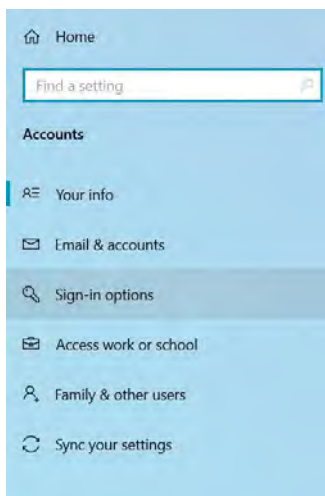 Home
Find a setting
Accounts
Your info
Email & accounts
Sign-in options
Access work or school
Family & other users
Sync your settings